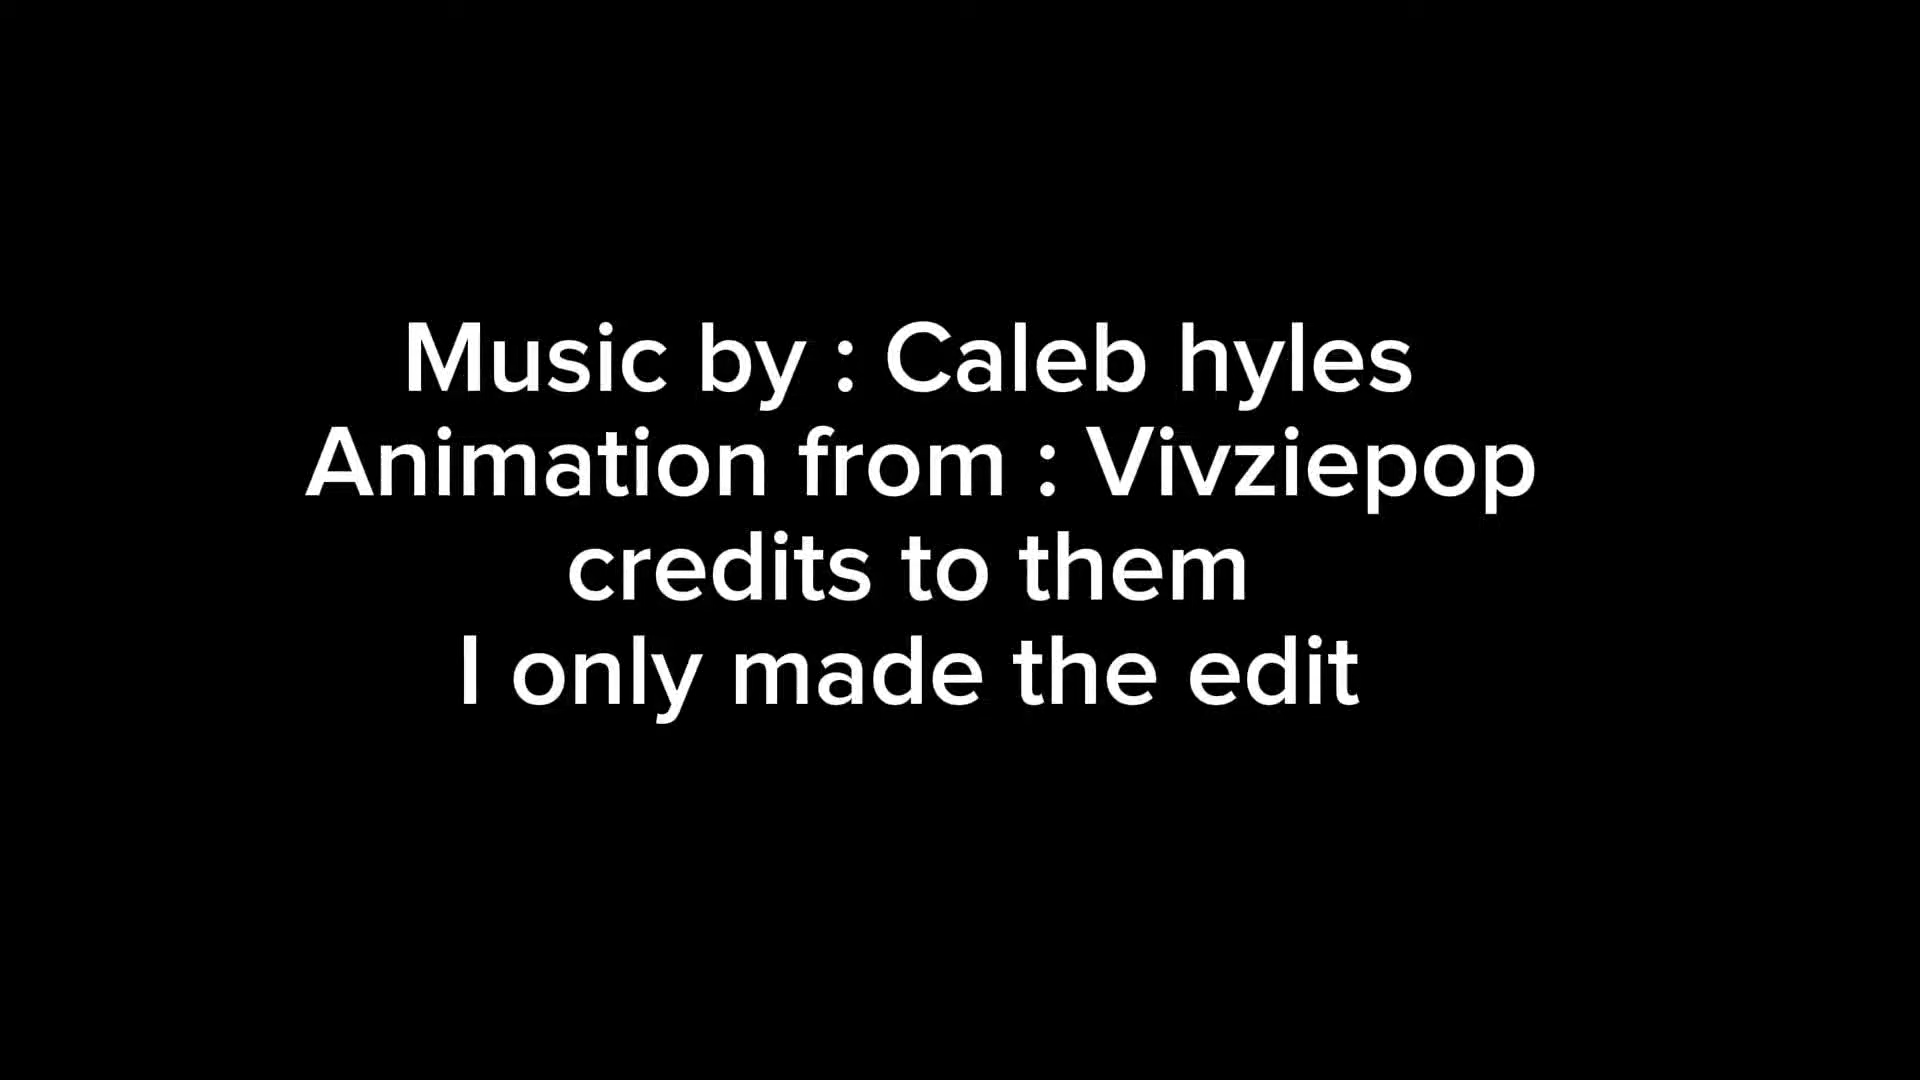 Music by : Caleb hyles
Animation from : Vivziepop
credits to them
I only made the edit